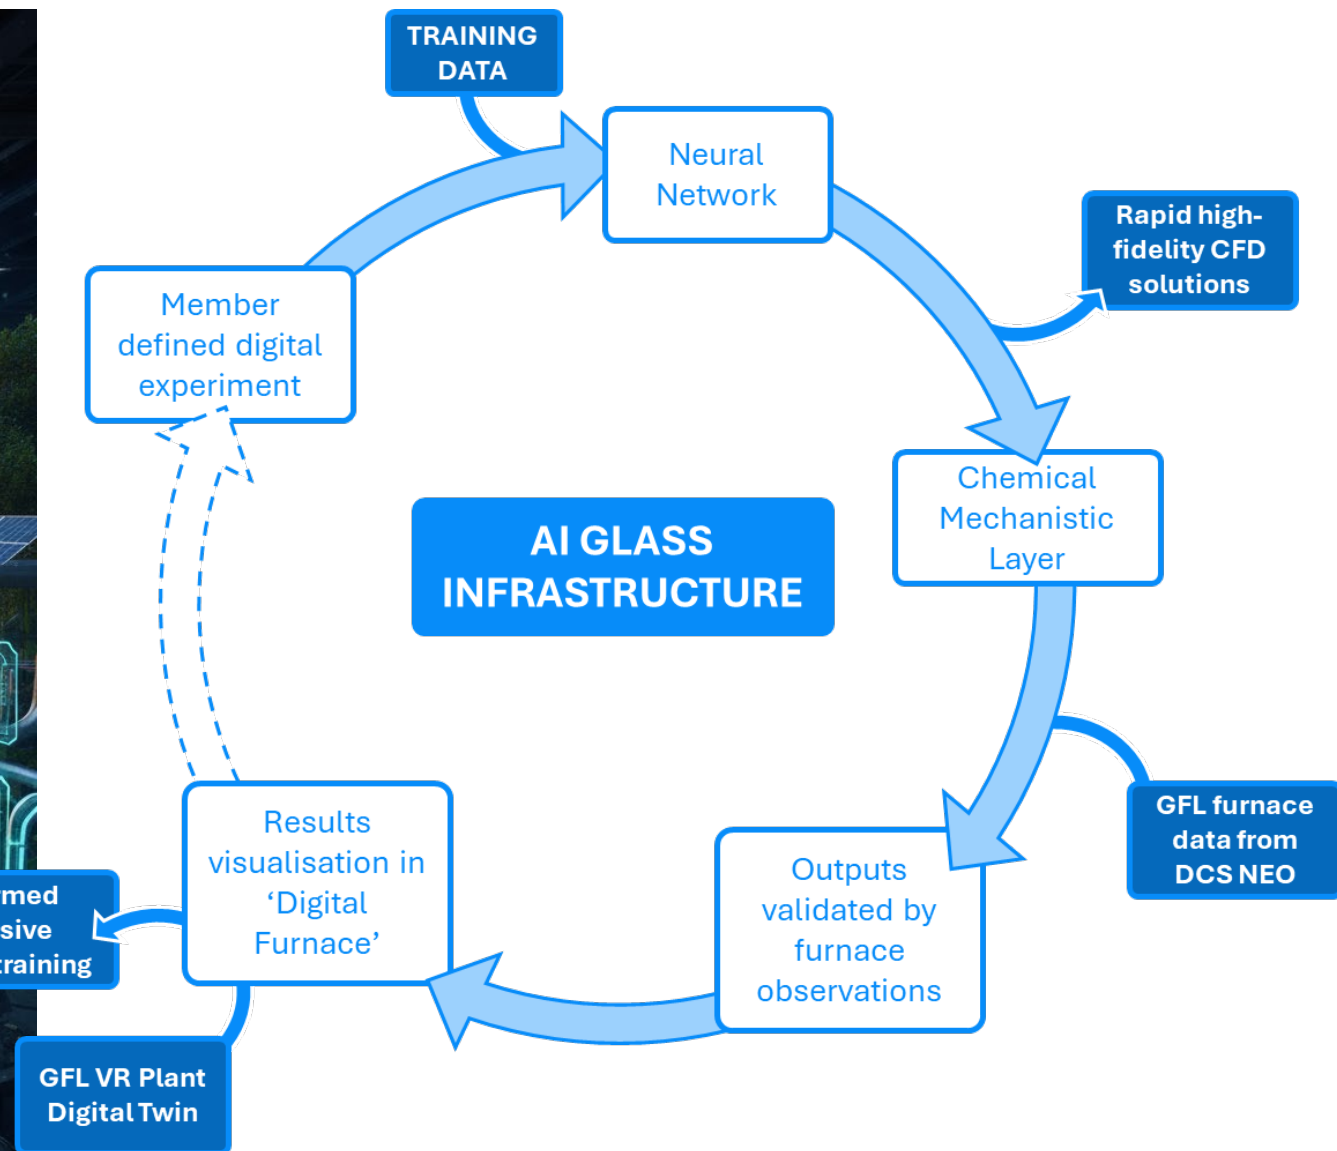 TRAINING
DATA
Neural
Network
Rapid high-
fidelity CFD
solutions
Member
defined digital
experiment
Chemical
Mechanistic
Layer
AI GLASS
INFRASTRUCTURE
GFL furnace
data from
DCS NEO
Outputs
validated by
furnace
observations
Results
visualisation in
‘Digital
Furnace’
training
GFL VR Plant
Digital Twin